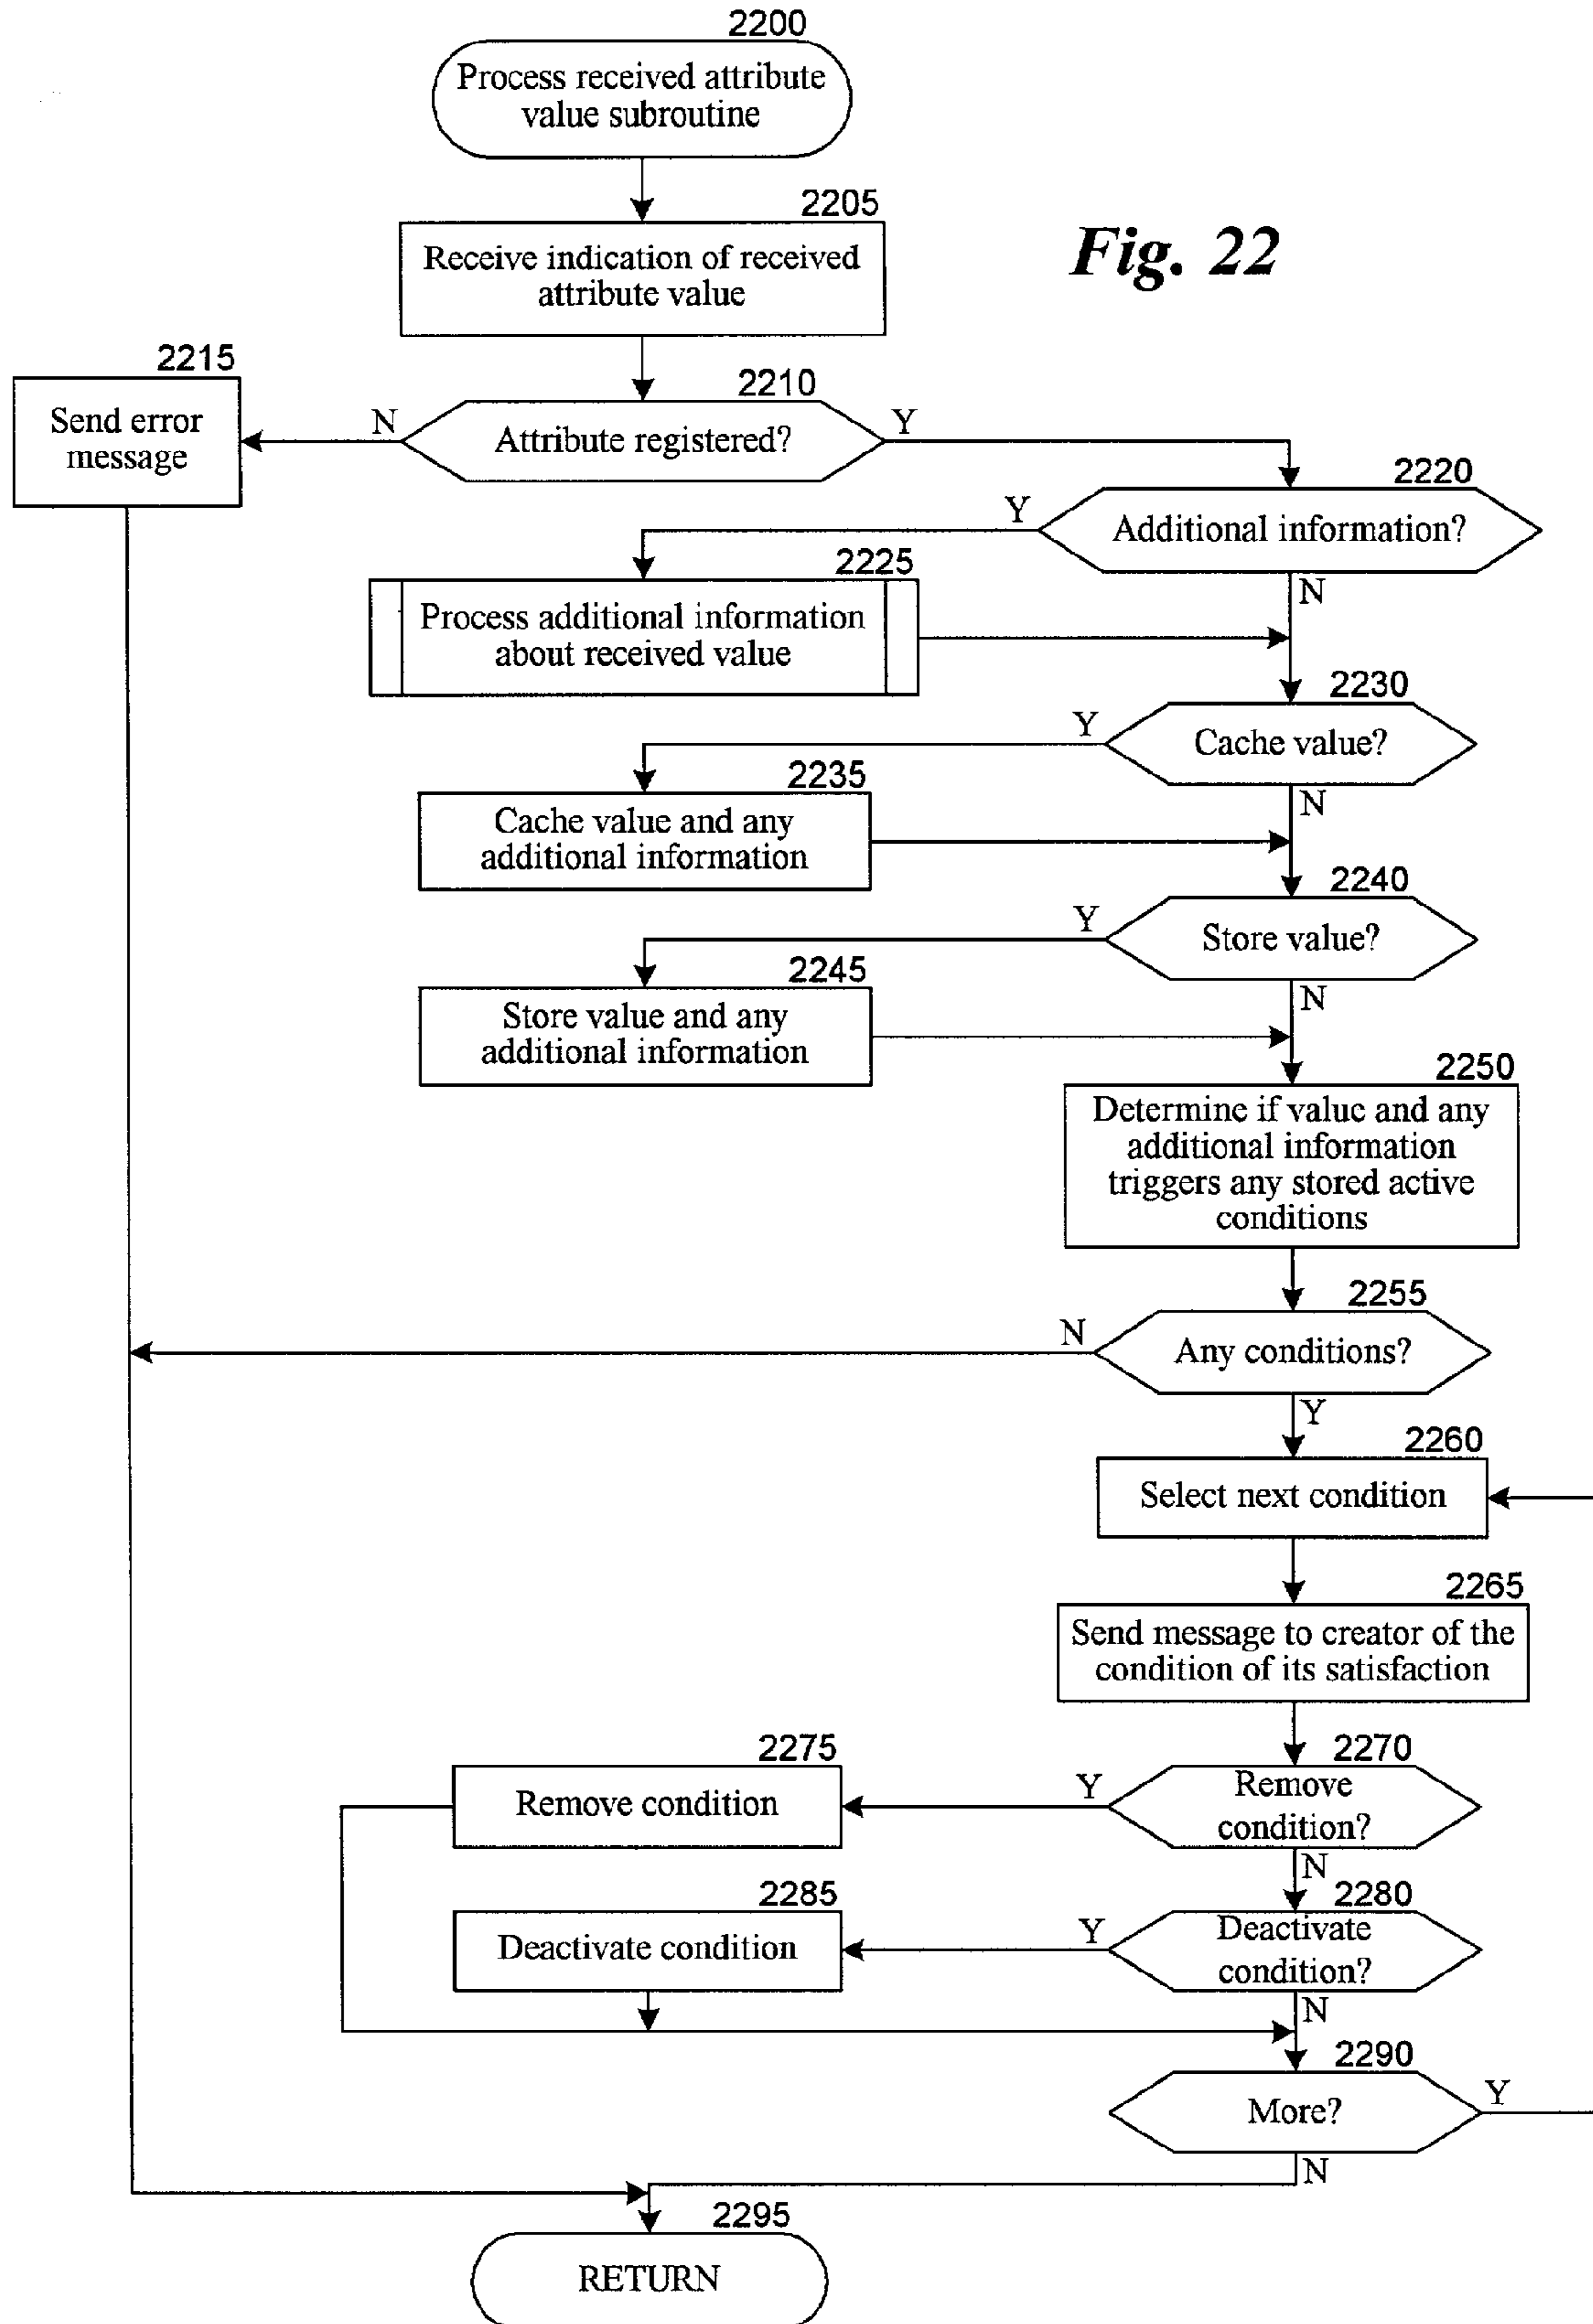 2200
Process received attribute
value subroutine
2205
Receive indication of received
attribute value
Fig. 22
2215
Send error
message
N
2210
Attribute registered?
Y
2220
Additional information?
Y
N
2225
Process additional information
about received value
2230
Cache value?
Y
N
2235
Cache value and any
additional information
2240
Store value?
Y
N
2245
Store value and any
additional information
2250
Determine if value and any
additional information
triggers any stored active
conditions
2255
Any conditions?
N
Y
2260
Select next condition
2265
Send message to creator of the
condition of its satisfaction
2270
Remove
condition?
Y
N
2275
Remove condition
2280
Deactivate
condition?
Y
N
2285
Deactivate condition
2290
More?
Y
N
2295
RETURN